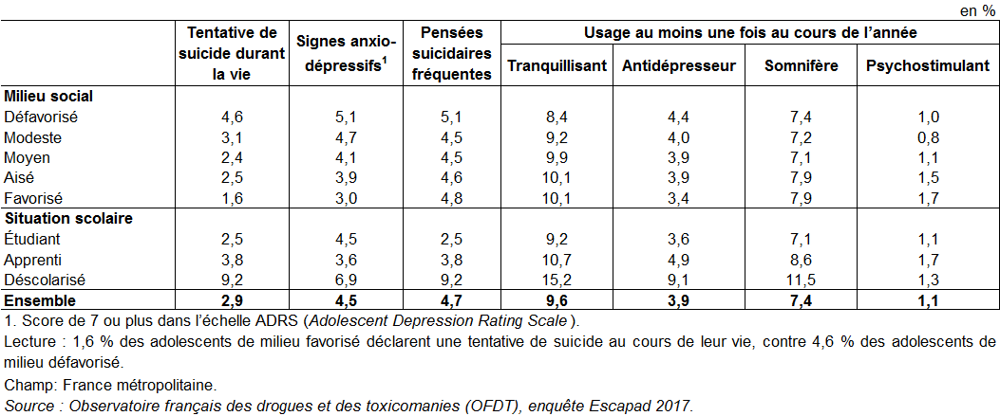 en %
Tentative de suicide durant la vie Signes anxio-dépressifs1 Pensées suicidaires fréquentes Usage au moins une fois au cours de l’année
Tranquillisant Antidépresseur Somnifère Psychostimulant
Milieu social
Défavorisé 4,6 5,1 5,1 8,4 4,4 7,4 1,0
Modeste 3,1 4,7 4,5 9,2 4,0 7,2 0,8
Moyen 2,4 4,1 4,5 9,9 3,9 7,1 1,1
Aisé 2,5 3,9 4,6 10,1 3,9 7,9 1,5
Favorisé 1,6 3,0 4,8 10,1 3,4 7,9 1,7
Situation scolaire
Étudiant 2,5 4,5 2,5 9,2 3,6 7,1 1,1
Apprenti 3,8 3,6 3,8 10,7 4,9 8,6 1,7
Déscolarisé 9,2 6,9 9,2 15,2 9,1 11,5 1,3
Ensemble 2,9 4,5 4,7 9,6 3,9 7,4 1,1
1. Score de 7 ou plus dans l’échelle ADRS (Adolescent Depression Rating Scale ).
Lecture : 1,6 % des adolescents de milieu favorisé déclarent une tentative de suicide au cours de leur vie, contre 4,6 % des adolescents de
milieu défavorisé.
Champ: France métropolitaine.
Source : Observatoire français des drogues et des toxicomanies (OFDT), enquête Escapad 2017.